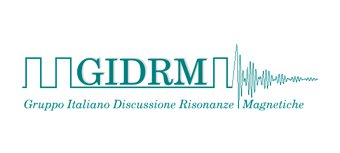 GIDRM
Gruppo Italiano Discussione Risonanze Magnetiche